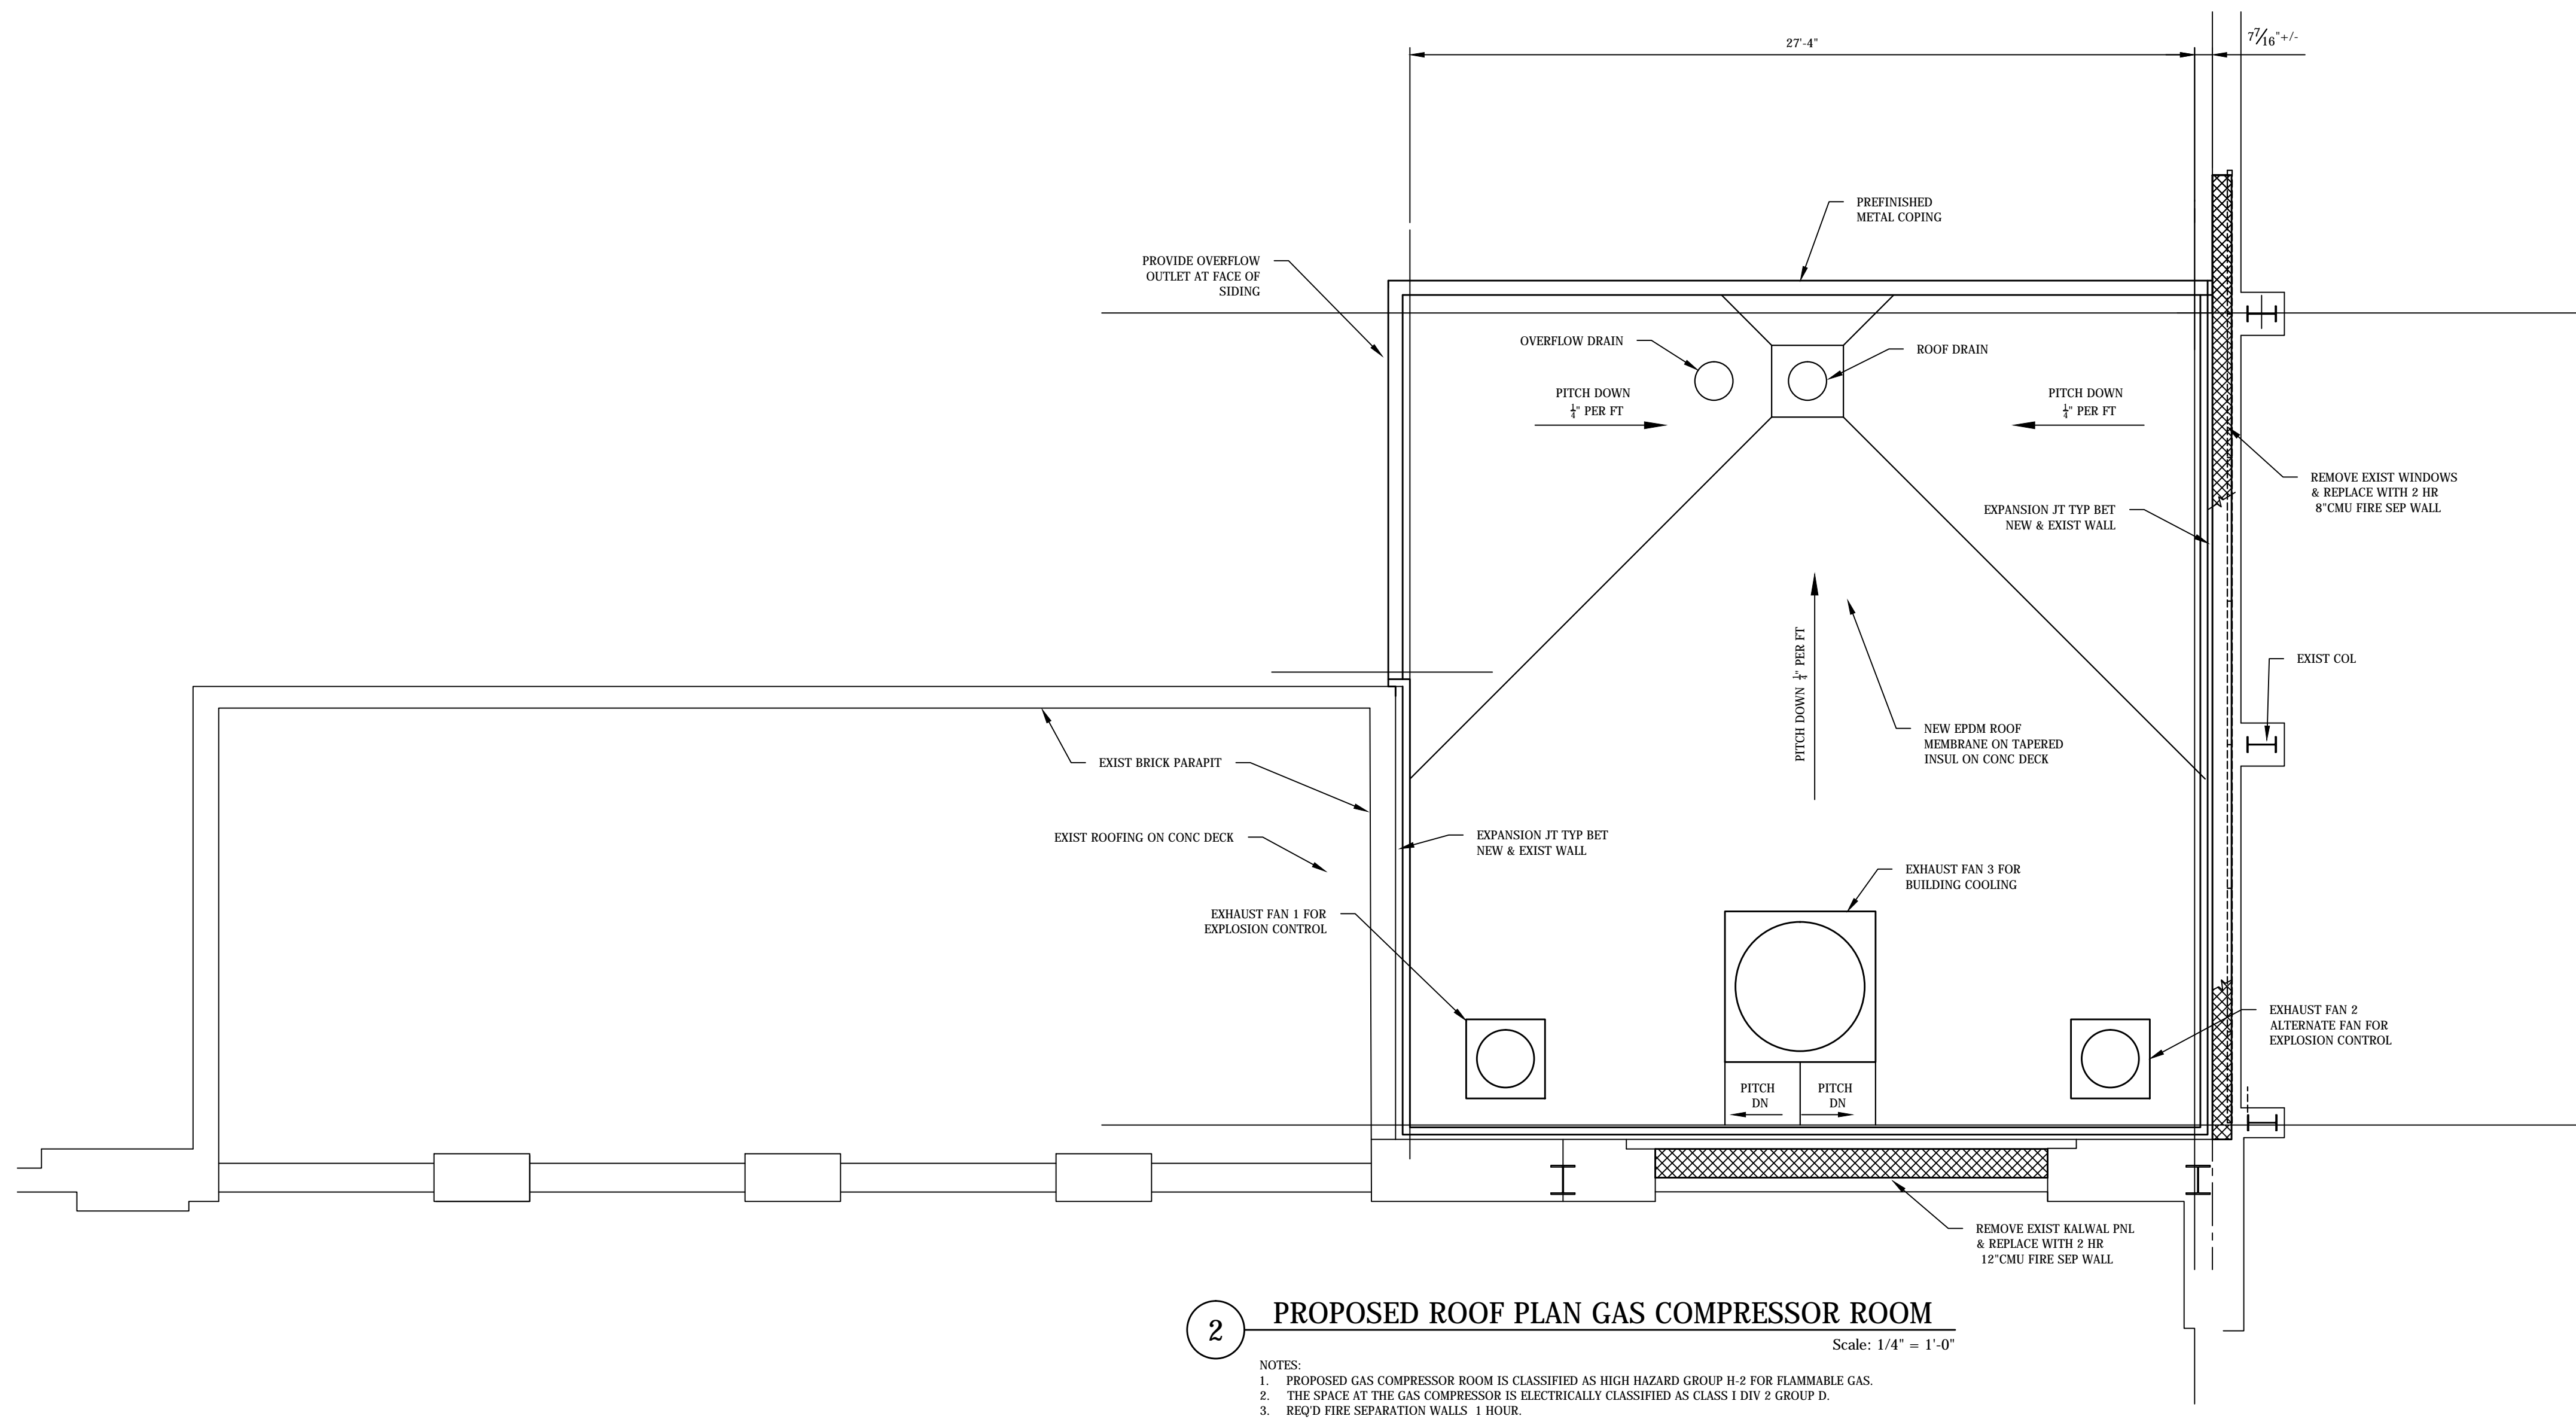 27'-4"
7 7/16"+/-
PREFINISHED
METAL COPING
PROVIDE OVERFLOW
OUTLET AT FACE OF
SIDING
OVERFLOW DRAIN
ROOF DRAIN
PITCH DOWN
1/4" PER FT
PITCH DOWN
1/4" PER FT
REMOVE EXIST WINDOWS
& REPLACE WITH 2 HR
8"CMU FIRE SEP WALL
EXPANSION JT TYP BET
NEW & EXIST WALL
PITCH DOWN 1/4" PER FT
EXIST COL
NEW EPDM ROOF
MEMBRANE ON TAPERED
INSUL ON CONC DECK
EXIST BRICK PARAPIT
EXIST ROOFING ON CONC DECK
EXPANSION JT TYP BET
NEW & EXIST WALL
EXHAUST FAN 3 FOR
BUILDING COOLING
EXHAUST FAN 1 FOR
EXPLOSION CONTROL
EXHAUST FAN 2
ALTERNATE FAN FOR
EXPLOSION CONTROL
PITCH
DN
PITCH
DN
REMOVE EXIST KALWAL PNL
& REPLACE WITH 2 HR
12"CMU FIRE SEP WALL
2
PROPOSED ROOF PLAN GAS COMPRESSOR ROOM
Scale: 1/4" = 1'-0"
NOTES:
1. PROPOSED GAS COMPRESSOR ROOM IS CLASSIFIED AS HIGH HAZARD GROUP H-2 FOR FLAMMABLE GAS.
2. THE SPACE AT THE GAS COMPRESSOR IS ELECTRICALLY CLASSIFIED AS CLASS I DIV 2 GROUP D.
3. REQ'D FIRE SEPARATION WALLS 1 HOUR.